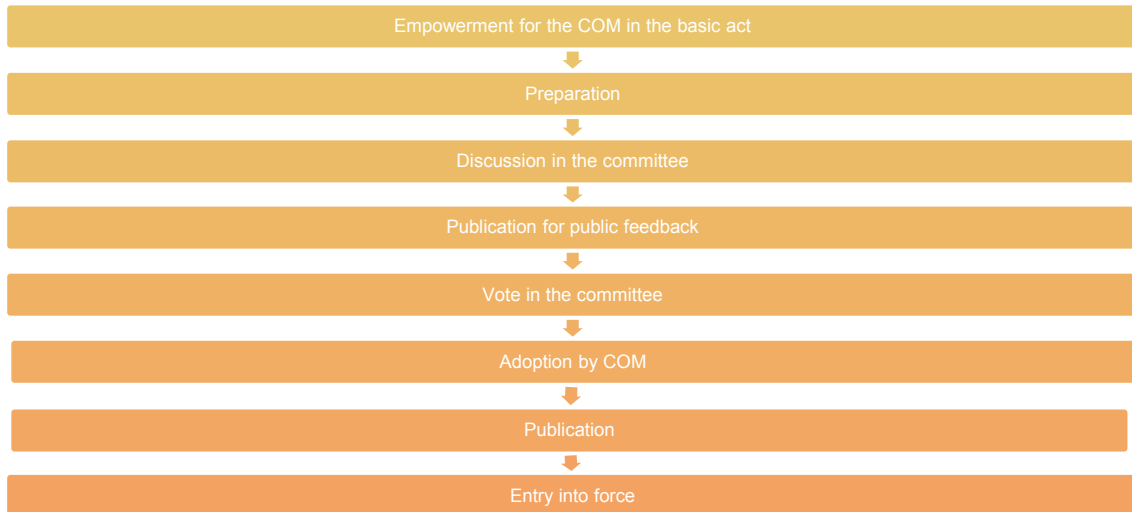 Empowerment for the COM in the basic act
Preparation
Discussion in the committee
Publication for public feedback
Vote in the committee
Adoption by COM
Publication
Entry into force